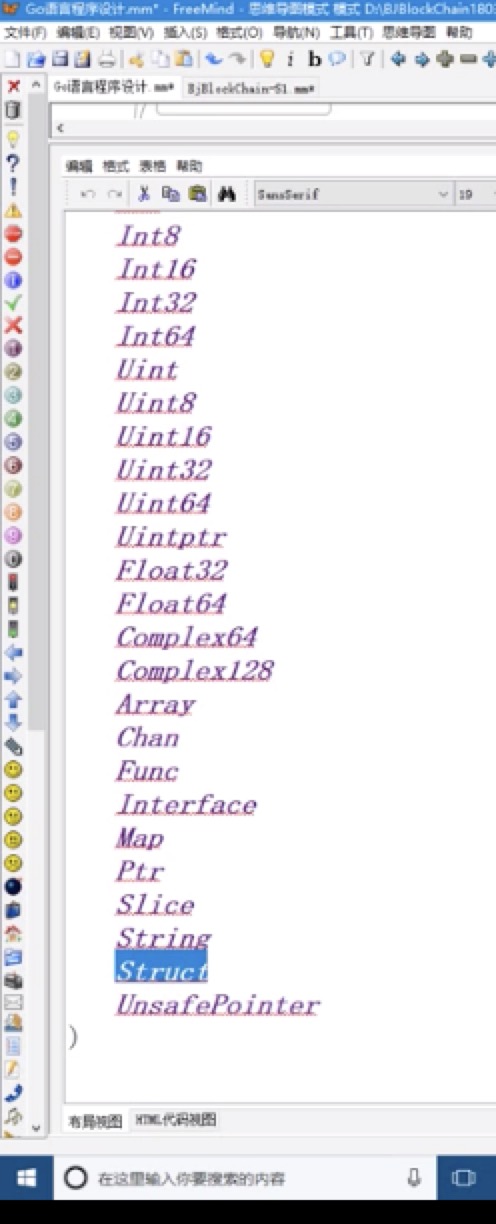 Go语言程序设计.mm* - FreeMind - 思维导图模式 模式 D:\BJBlockChain180
文件(F) 编辑(E) 视图(V) 插入(S) 格式(O) 导航(N) 工具(T) 思维导图 帮助
Go语言程序设计.mm* BjBlockChain-S1.mm*
编辑 格式 表格 帮助
SansSerif 19
Int8
Int16
Int32
Int64
Uint
Uint8
Uint16
Uint32
Uint64
Uintptr
Float32
Float64
Complex64
Complex128
Array
Chan
Func
Interface
Map
Ptr
Slice
String
Struct
UnsafePointer
)
布局视图 HTML代码视图
在这里输入你要搜索的内容